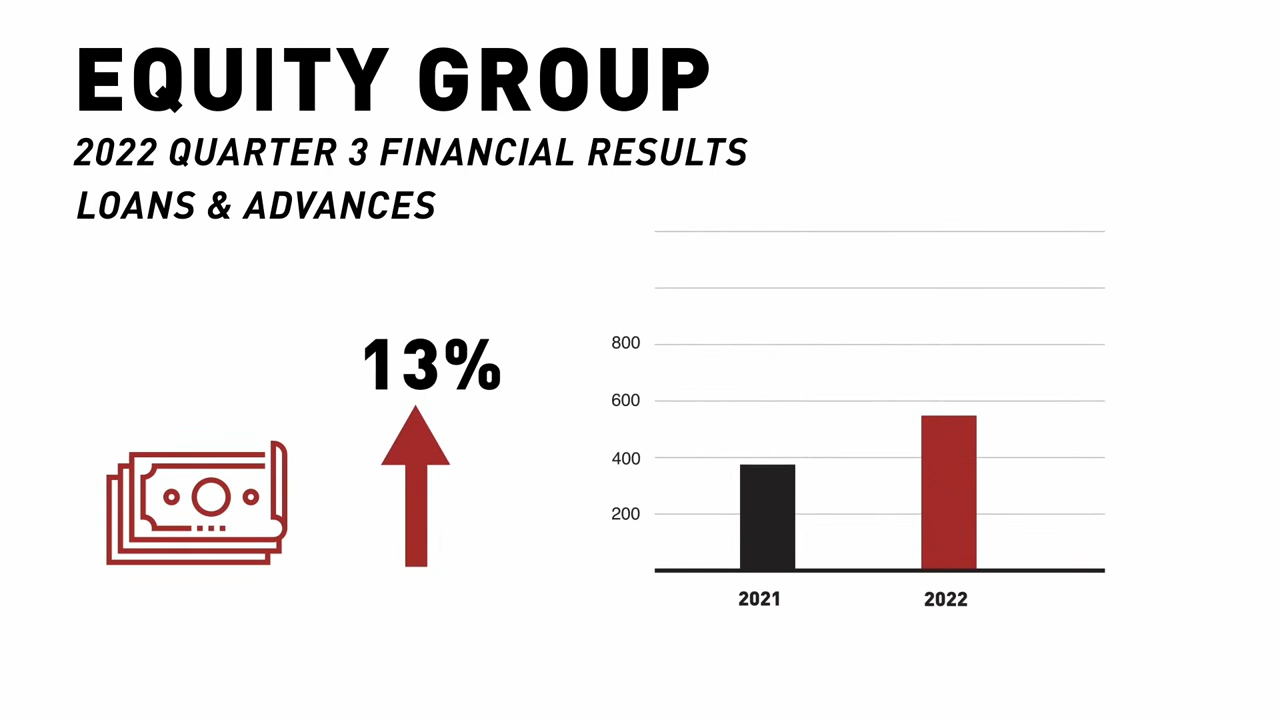 EQUITY GROUP
2022 QUARTER 3 FINANCIAL RESULTS
LOANS & ADVANCES
13%
800
600
400
200
2021
2022